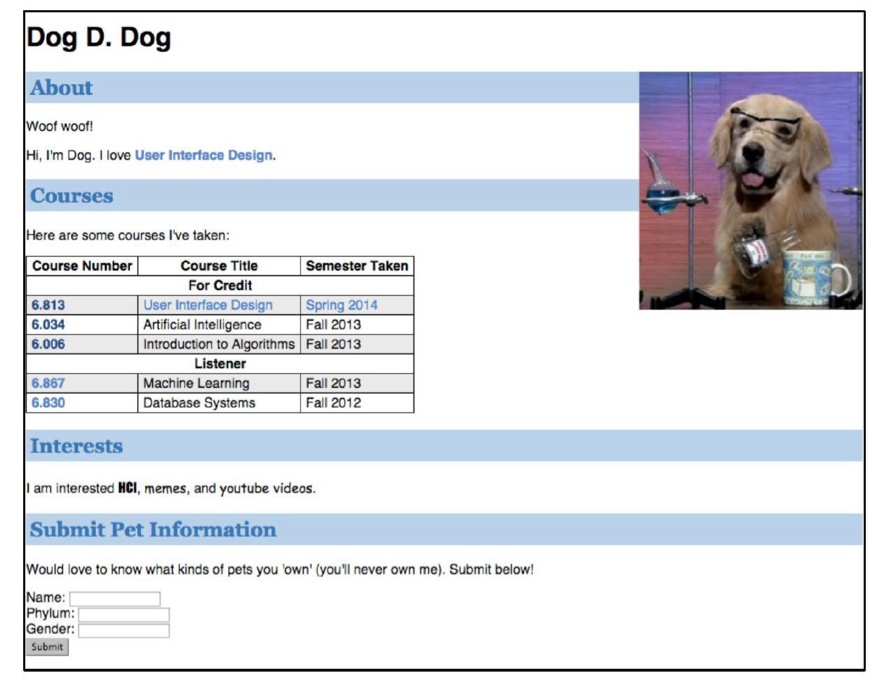 Dog D. Dog
About
Woof woof!
Hi, I'm Dog. I love User Interface Design.
Courses
Here are some courses I've taken:
Course Number Course Title Semester Taken
For Credit
6.813 User Interface Design Spring 2014
6.034 Artificial Intelligence Fall 2013
6.006 Introduction to Algorithms Fall 2013
Listener
6.867 Machine Learning Fall 2013
6.830 Database Systems Fall 2012
Interests
I am interested HCI, memes, and youtube videos.
Submit Pet Information
Would love to know what kinds of pets you 'own' (you'll never own me). Submit below!
Name:
Phylum:
Gender:
Submit